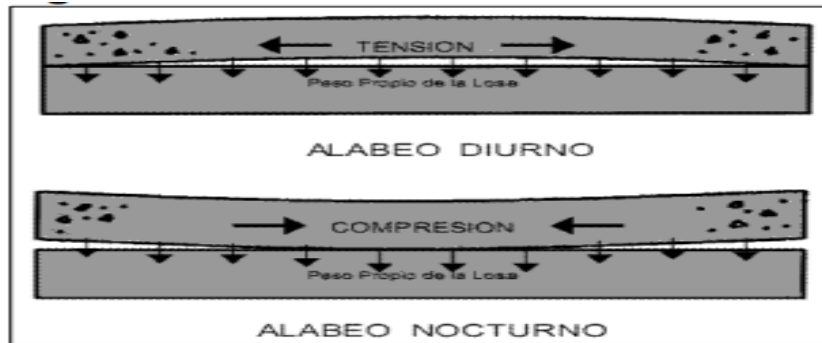 TENSION
Peso Propio de la Losa
ALABEO DIURNO
COMPRESION
Peso Propio de la Losa
ALABEO NOCTURNO